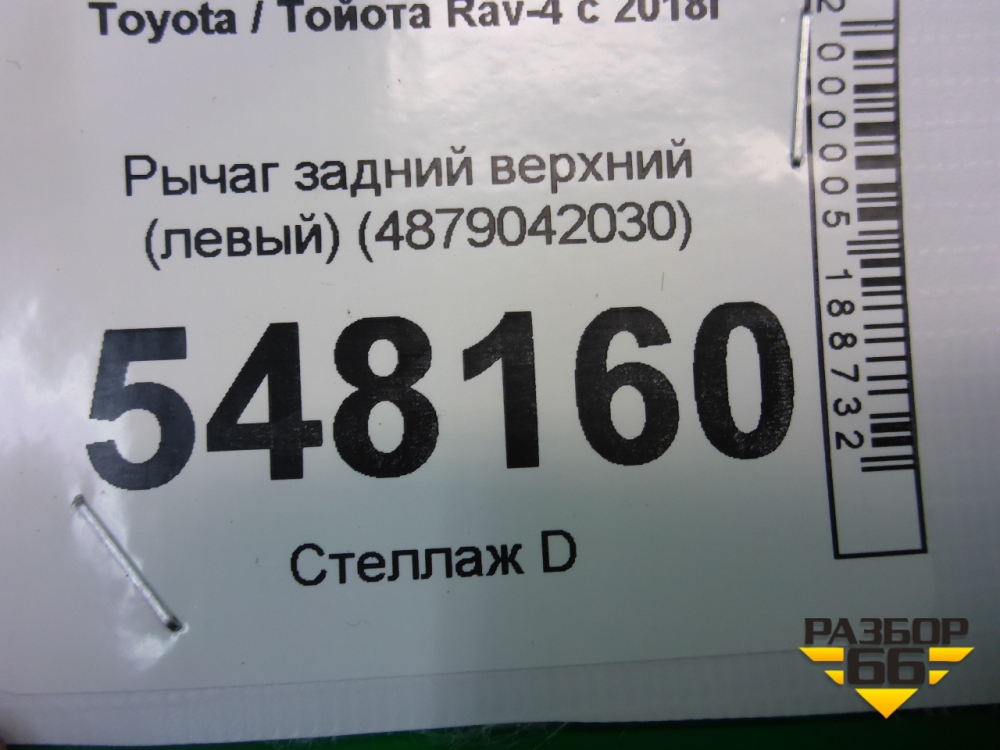 Toyota / Тойота Rav-4 с 2018г
Рычаг задний верхний
(левый) (4879042030)
548160
Стеллаж D
2000005188732
РАЗБОР
66